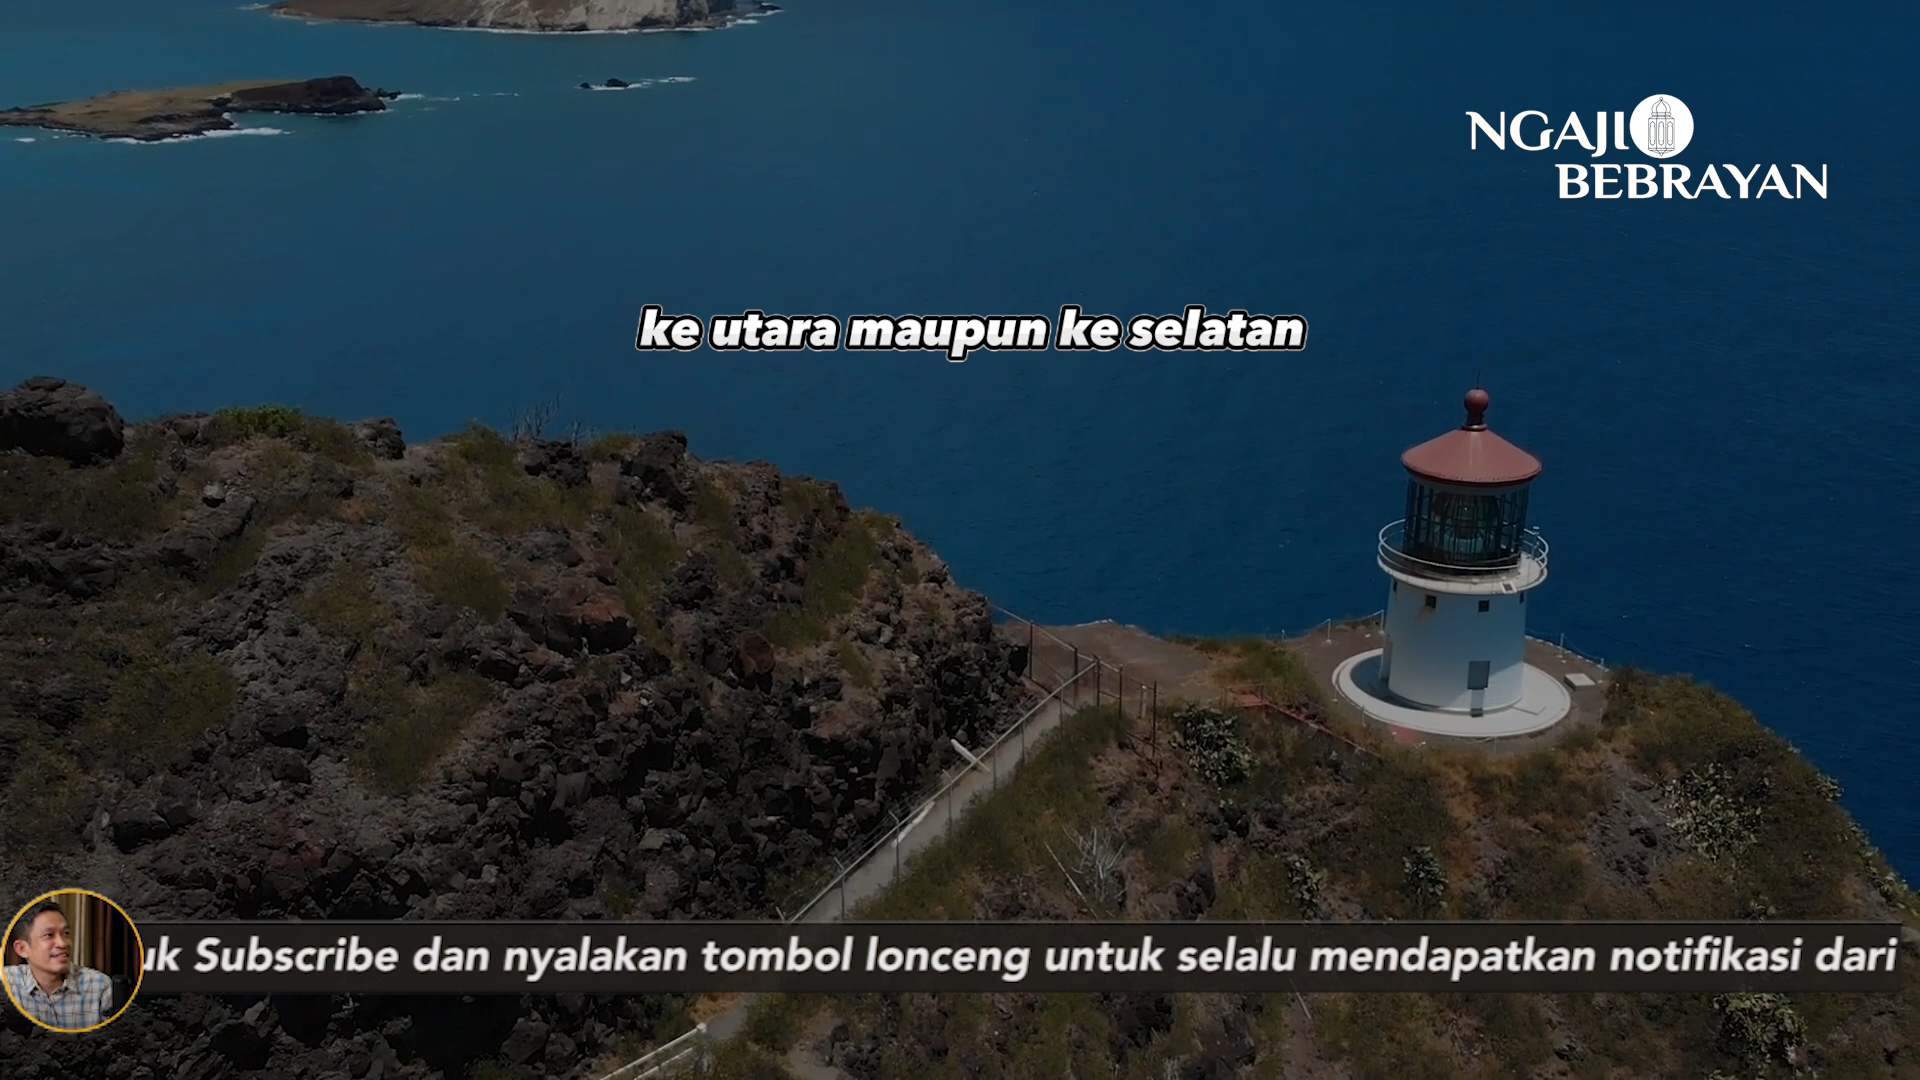 NGAJI
BEBRAYAN
ke utara maupun ke selatan
uk Subscribe dan nyalakan tombol lonceng untuk selalu mendapatkan notifikasi dari